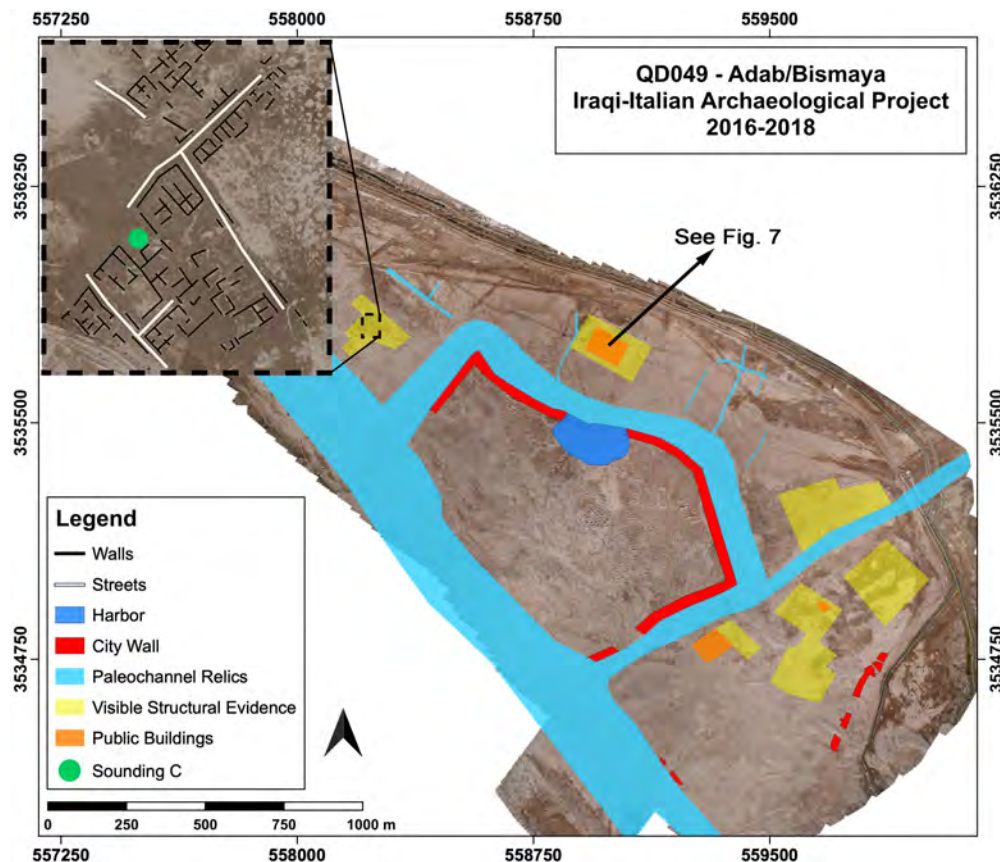 557250 558000 558750 559500
QD049 - Adab/Bismaya
Iraqi-Italian Archaeological Project
2016-2018
3536250 3536250
See Fig. 7
3535500 3535500
Legend
Walls
Streets
Harbor
City Wall
Paleochannel Relics
Visible Structural Evidence
Public Buildings
Sounding C
3534750 3534750
0 250 500 750 1000 m
557250 558000 558750 559500